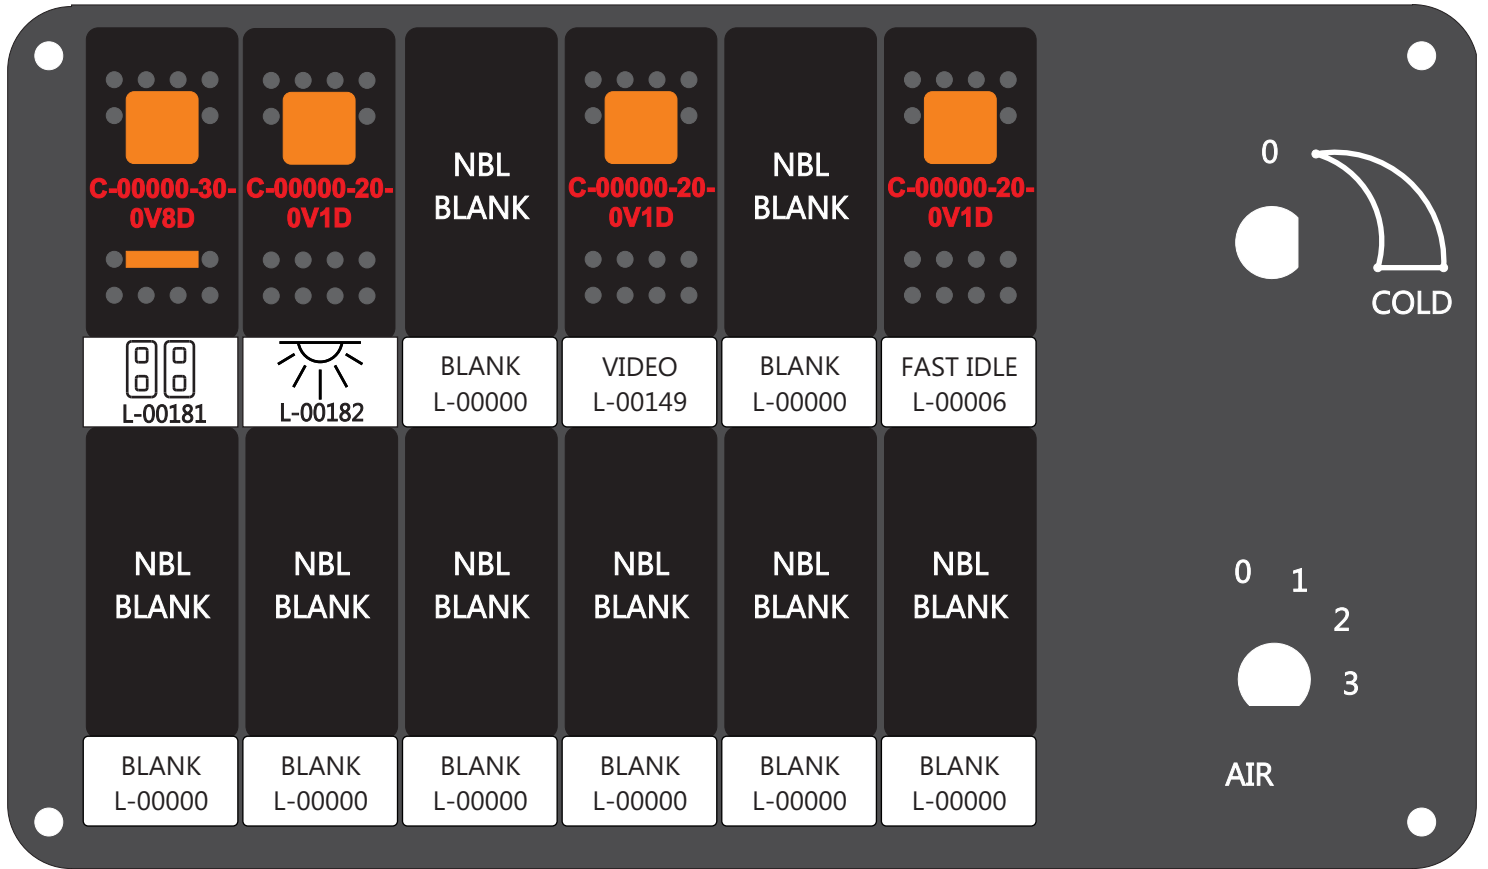 C-00000-30-
0V8D
C-00000-20-
0V1D
NBL
BLANK
C-00000-20-
0V1D
NBL
BLANK
C-00000-20-
0V1D
0
COLD
L-00181
L-00182
BLANK
L-00000
VIDEO
L-00149
BLANK
L-00000
FAST IDLE
L-00006
NBL
BLANK
NBL
BLANK
NBL
BLANK
NBL
BLANK
NBL
BLANK
NBL
BLANK
0
1
2
3
AIR
BLANK
L-00000
BLANK
L-00000
BLANK
L-00000
BLANK
L-00000
BLANK
L-00000
BLANK
L-00000